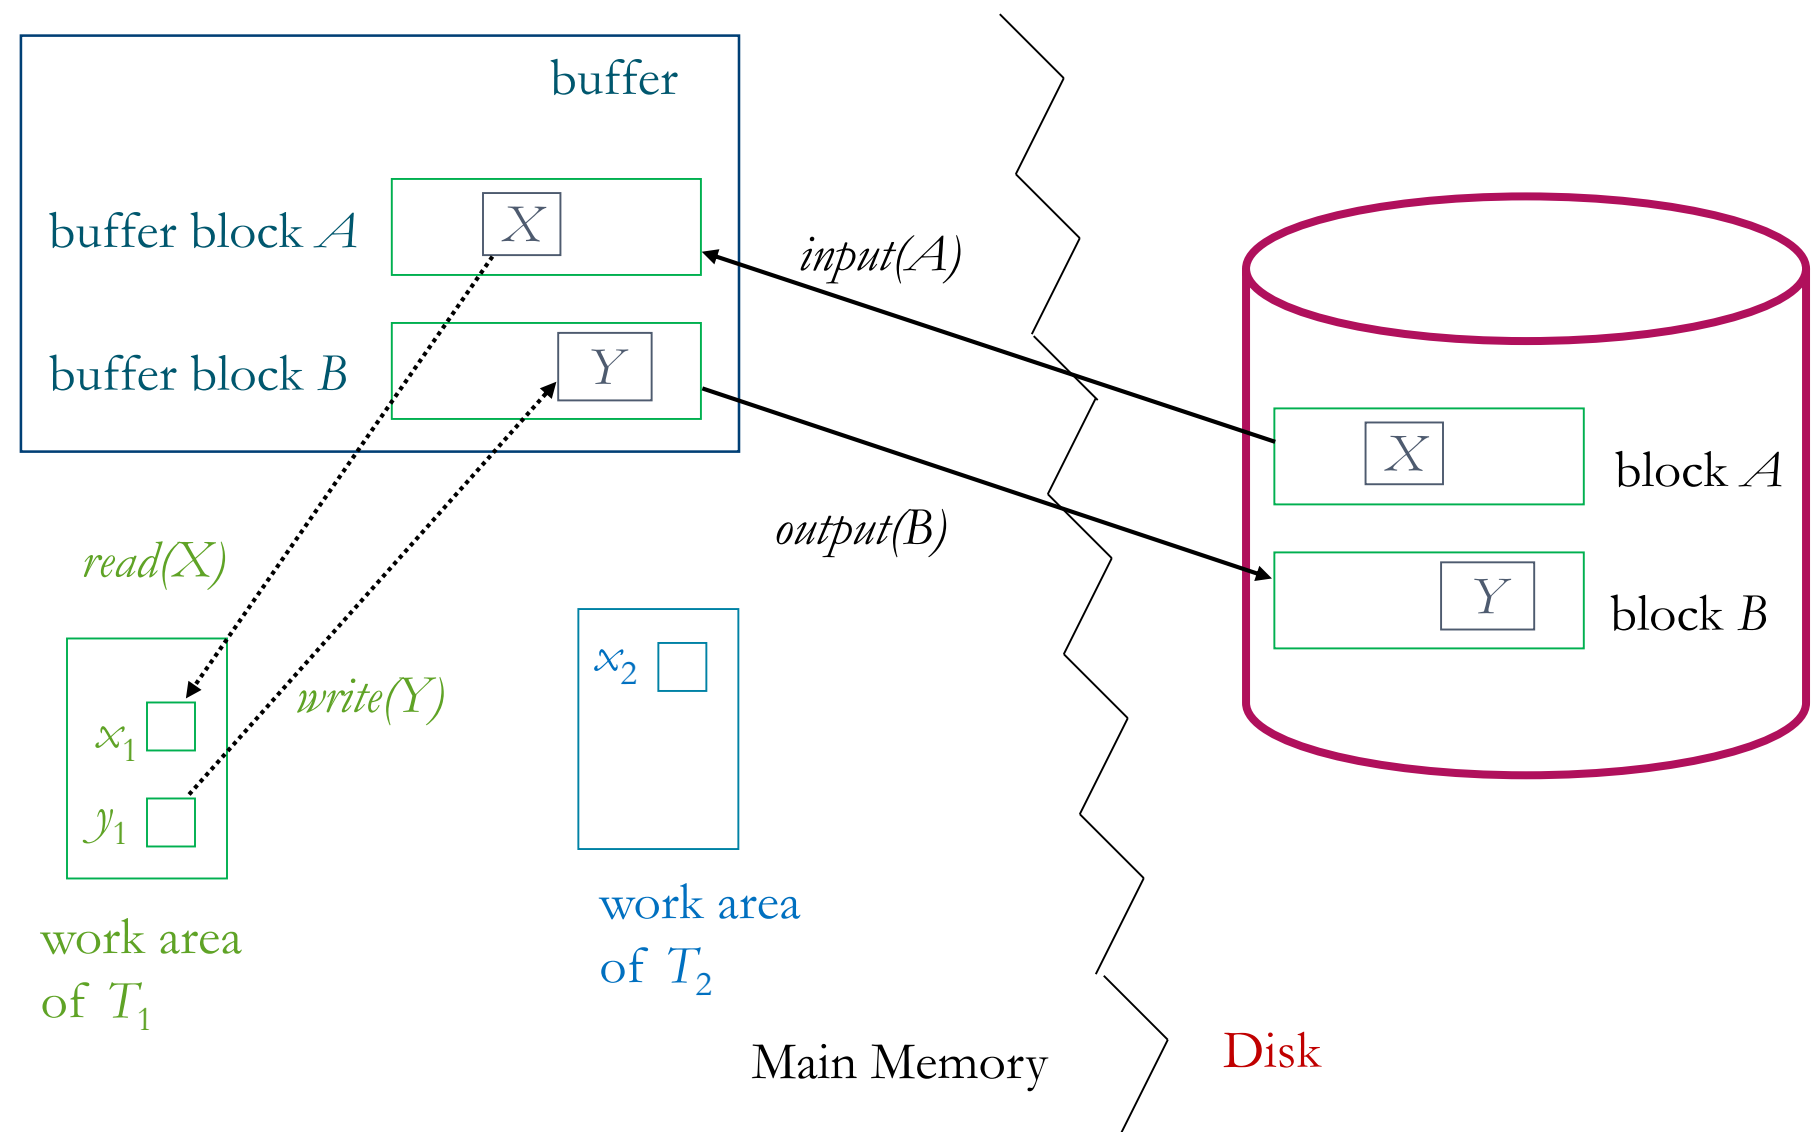 buffer
buffer block A
X
buffer block B
Y
input(A)
output(B)
X
block A
Y
block B
read(X)
write(Y)
x₁
y₁
x₂
work area
of T₁
work area
of T₂
Main Memory
Disk